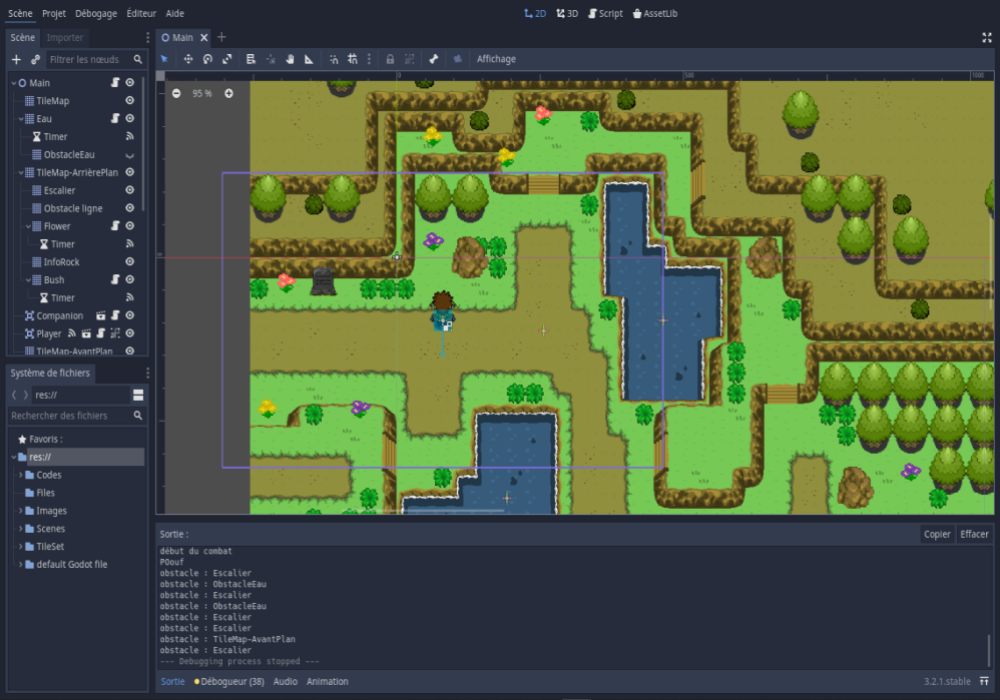 Scène Projet Débogage Éditeur Aide 2D 3D Script AssetLib
Scène Importer Main
Filtrer les nœuds Affichage
95 %
0 500 1000
Main
TileMap
Eau
Timer
ObstacleEau
TileMap-ArrièrePlan
Escalier
Obstacle ligne
Flower
Timer
InfoRock
Bush
Timer
Companion
Player
TileMap-AvantPlan
Système de fichiers
res://
Rechercher des fichiers
Favoris :
res://
Codes
Files
Images
Scenes
TileSet
default Godot file
Sortie : Copier Effacer
début du combat
POouf
obstacle : Escalier
obstacle : ObstacleEau
obstacle : Escalier
obstacle : ObstacleEau
obstacle : Escalier
obstacle : Escalier
obstacle : TileMap-AvantPlan
obstacle : Escalier
--- Debugging process stopped ---
Sortie Débogueur (38) Audio Animation 3.2.1.stable